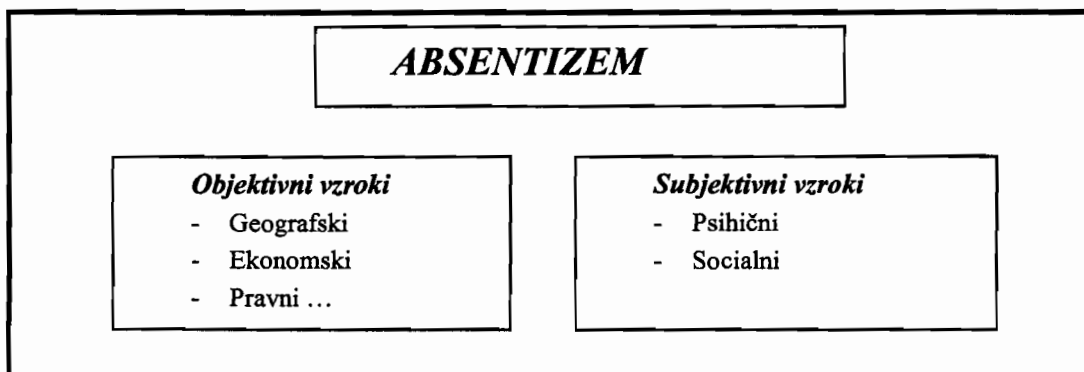 ABSENTIZEM
Objektivni vzroki
- Geografski
- Ekonomski
- Pravni ...
Subjektivni vzroki
- Psihični
- Socialni